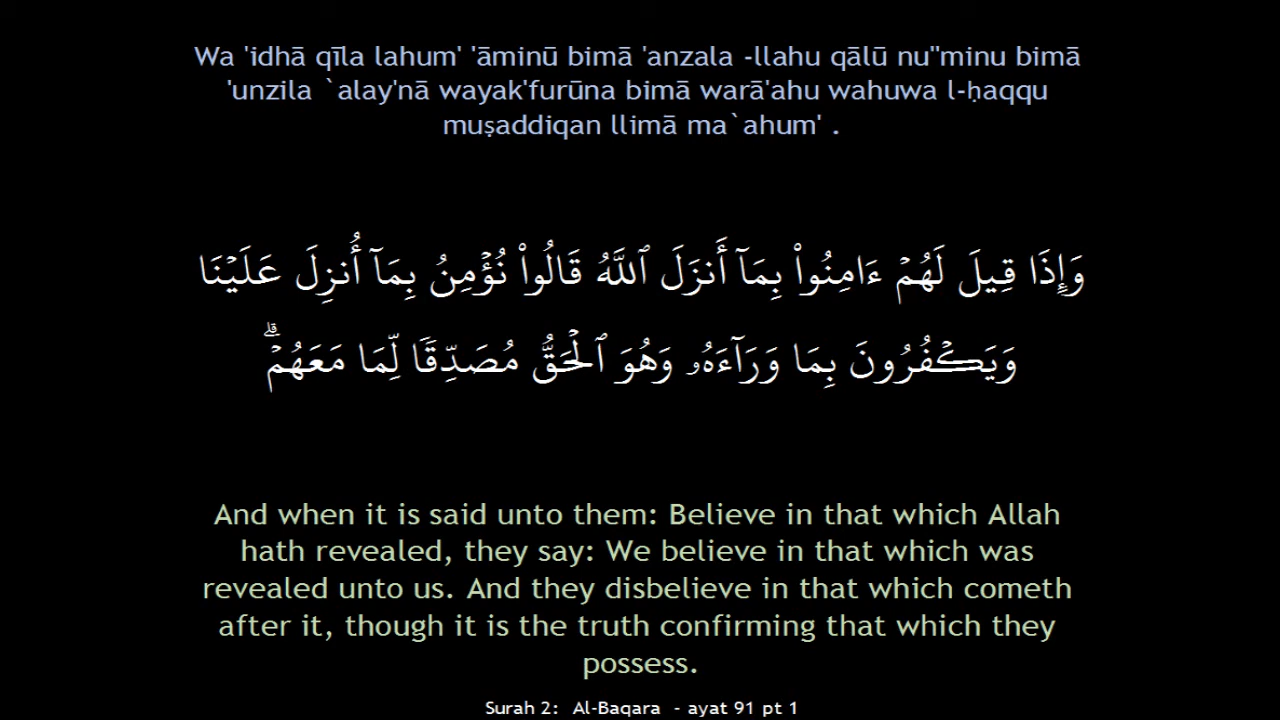 Wa 'idhā qīla lahum' 'āminū bimā 'anzala -llahu qālū nu''minu bimā
'unzila `alay'nā wayak'furūna bimā warā'ahu wahuwa l-ḥaqqu
muṣaddiqan llimā ma`ahum' .
وَإِذَا قِيلَ لَهُمۡ ءَامِنُواْ بِمَآ أَنزَلَ ٱللَّهُ قَالُواْ نُؤۡمِنُ بِمَآ أُنزِلَ عَلَيۡنَا
وَيَكۡفُرُونَ بِمَا وَرَآءَهُۥ وَهُوَ ٱلۡحَقُّ مُصَدِّقٗا لِّمَا مَعَهُمۡۗ
And when it is said unto them: Believe in that which Allah
hath revealed, they say: We believe in that which was
revealed unto us. And they disbelieve in that which cometh
after it, though it is the truth confirming that which they
possess.
Surah 2: Al-Baqara - ayat 91 pt 1